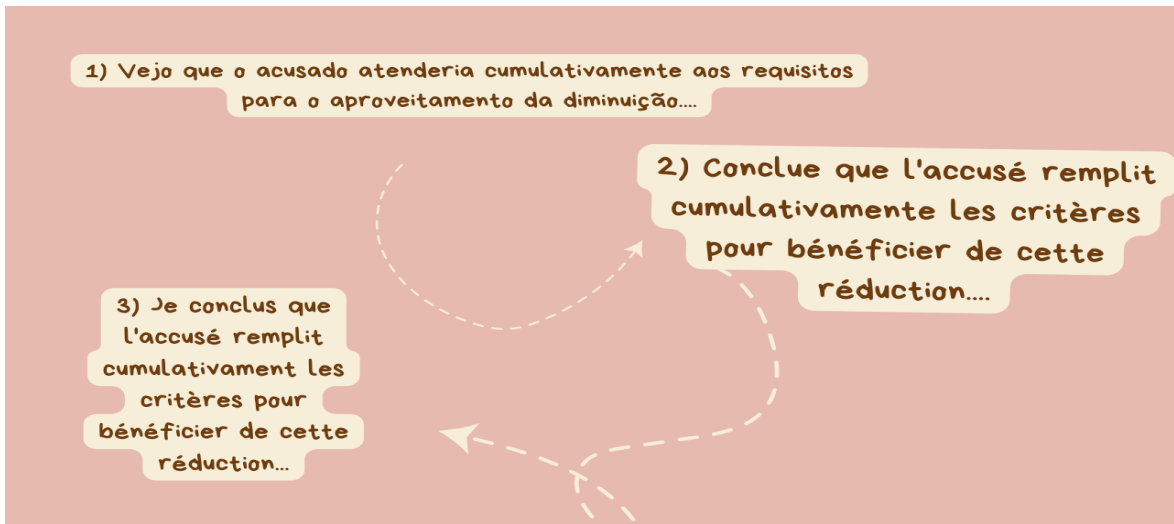 1) Vejo que o acusado atenderia cumulativamente aos requisitos
para o aproveitamento da diminuição....
2) Conclue que l'accusé remplit
cumulativamente les critères
pour bénéficier de cette
réduction....
3) Je conclus que
l'accusé remplit
cumulativament les
critères pour
bénéficier de cette
réduction...